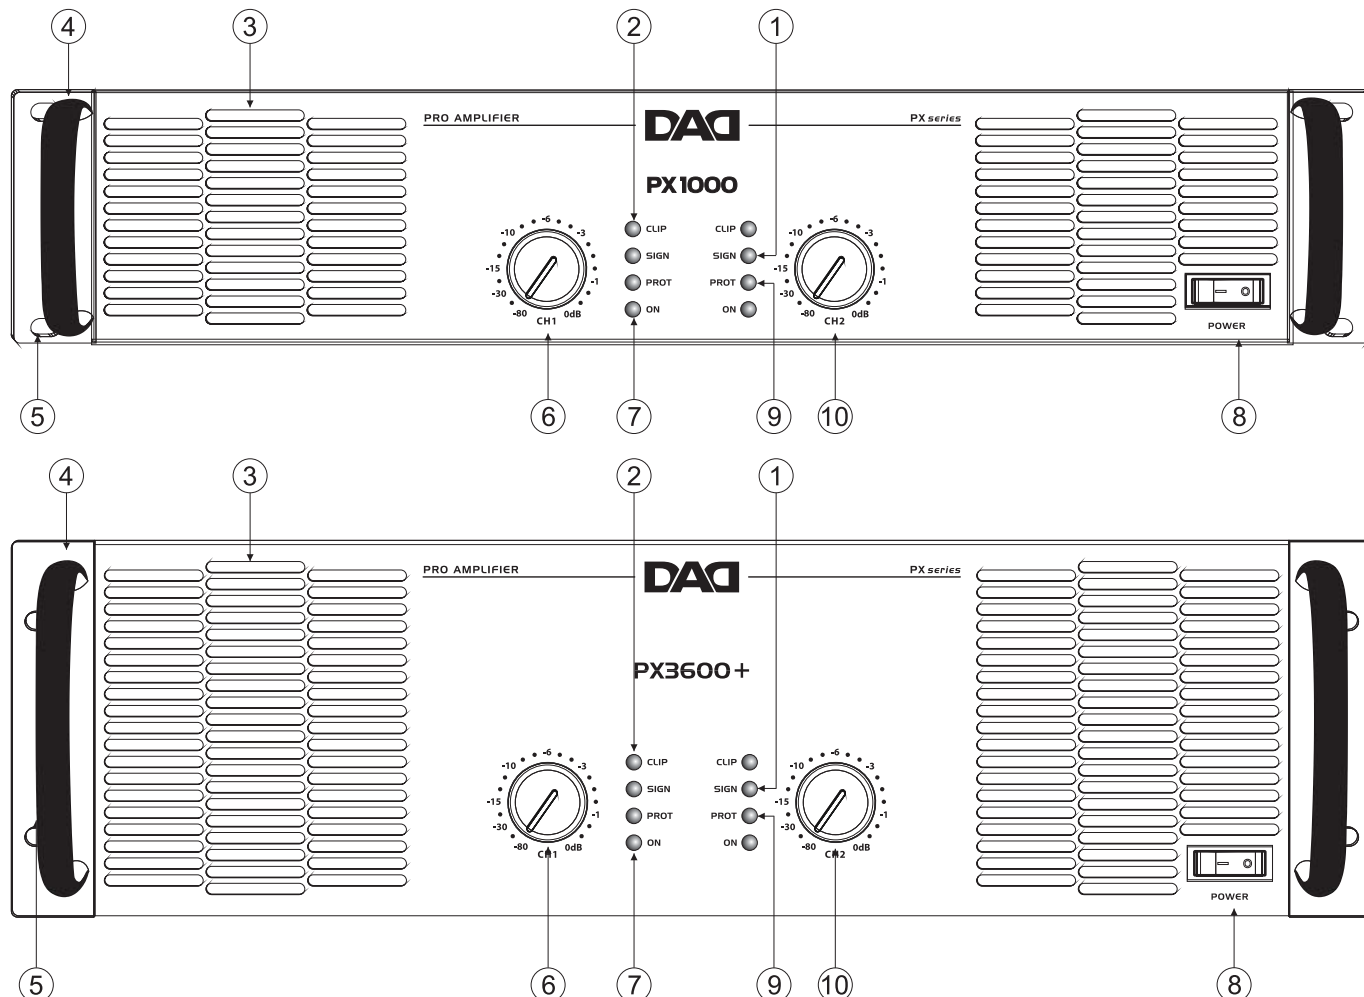 4 3 2 1
PRO AMPLIFIER DAD PX series
PX1000
-6 -6
-10 -3 CLIP CLIP -10 -3
-15 -1 SIGN SIGN -15 -1
-30 PROT PROT -30
-80 CH1 0dB ON ON -80 CH2 0dB
POWER
5 6 7 9 10 8
4 3 2 1
PRO AMPLIFIER DAD PX series
PX3600+
-6 -6
-10 -3 CLIP CLIP -10 -3
-15 -1 SIGN SIGN -15 -1
-30 PROT PROT -30
-80 CH1 0dB ON ON -80 CH2 0dB
POWER
5 6 7 9 10 8